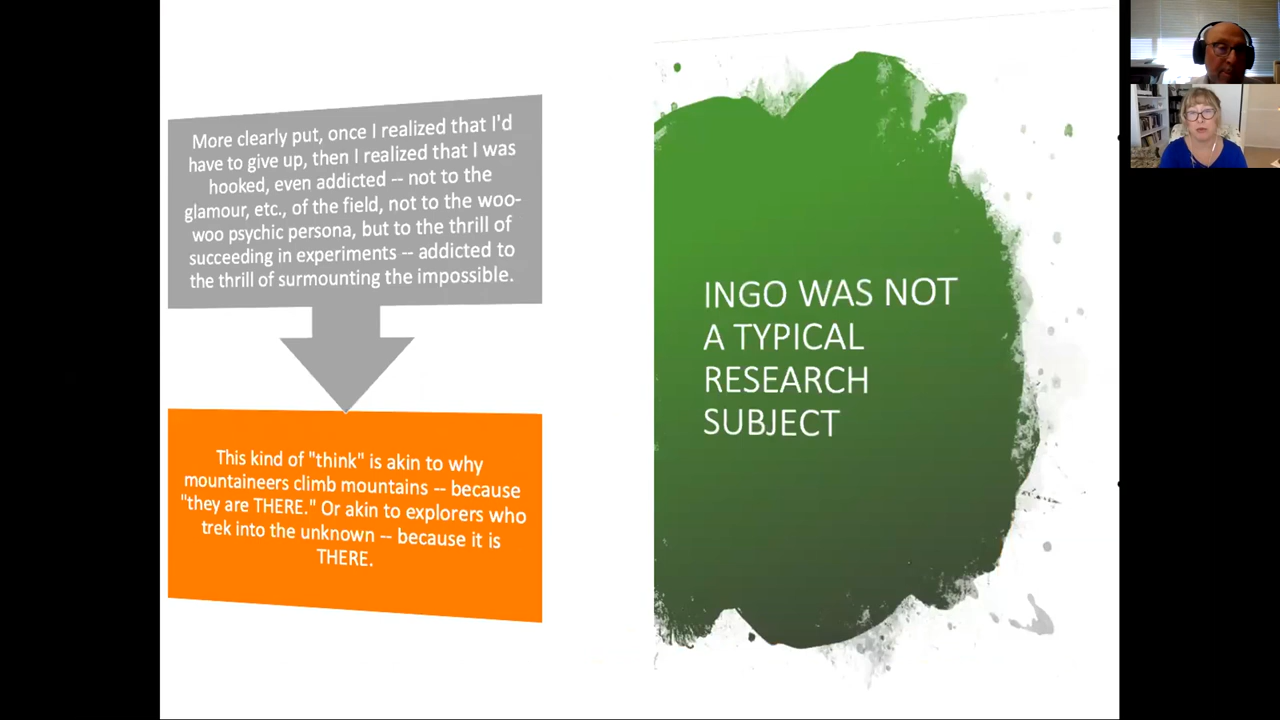 More clearly put, once I realized that I'd
have to give up, then I realized that I was
hooked, even addicted -- not to the
glamour, etc., of the field, not to the woo-
woo psychic persona, but to the thrill of
succeeding in experiments -- addicted to
the thrill of surmounting the impossible.
This kind of "think" is akin to why
mountaineers climb mountains -- because
"they are THERE." Or akin to explorers who
trek into the unknown -- because it is
THERE.
INGO WAS NOT
A TYPICAL
RESEARCH
SUBJECT